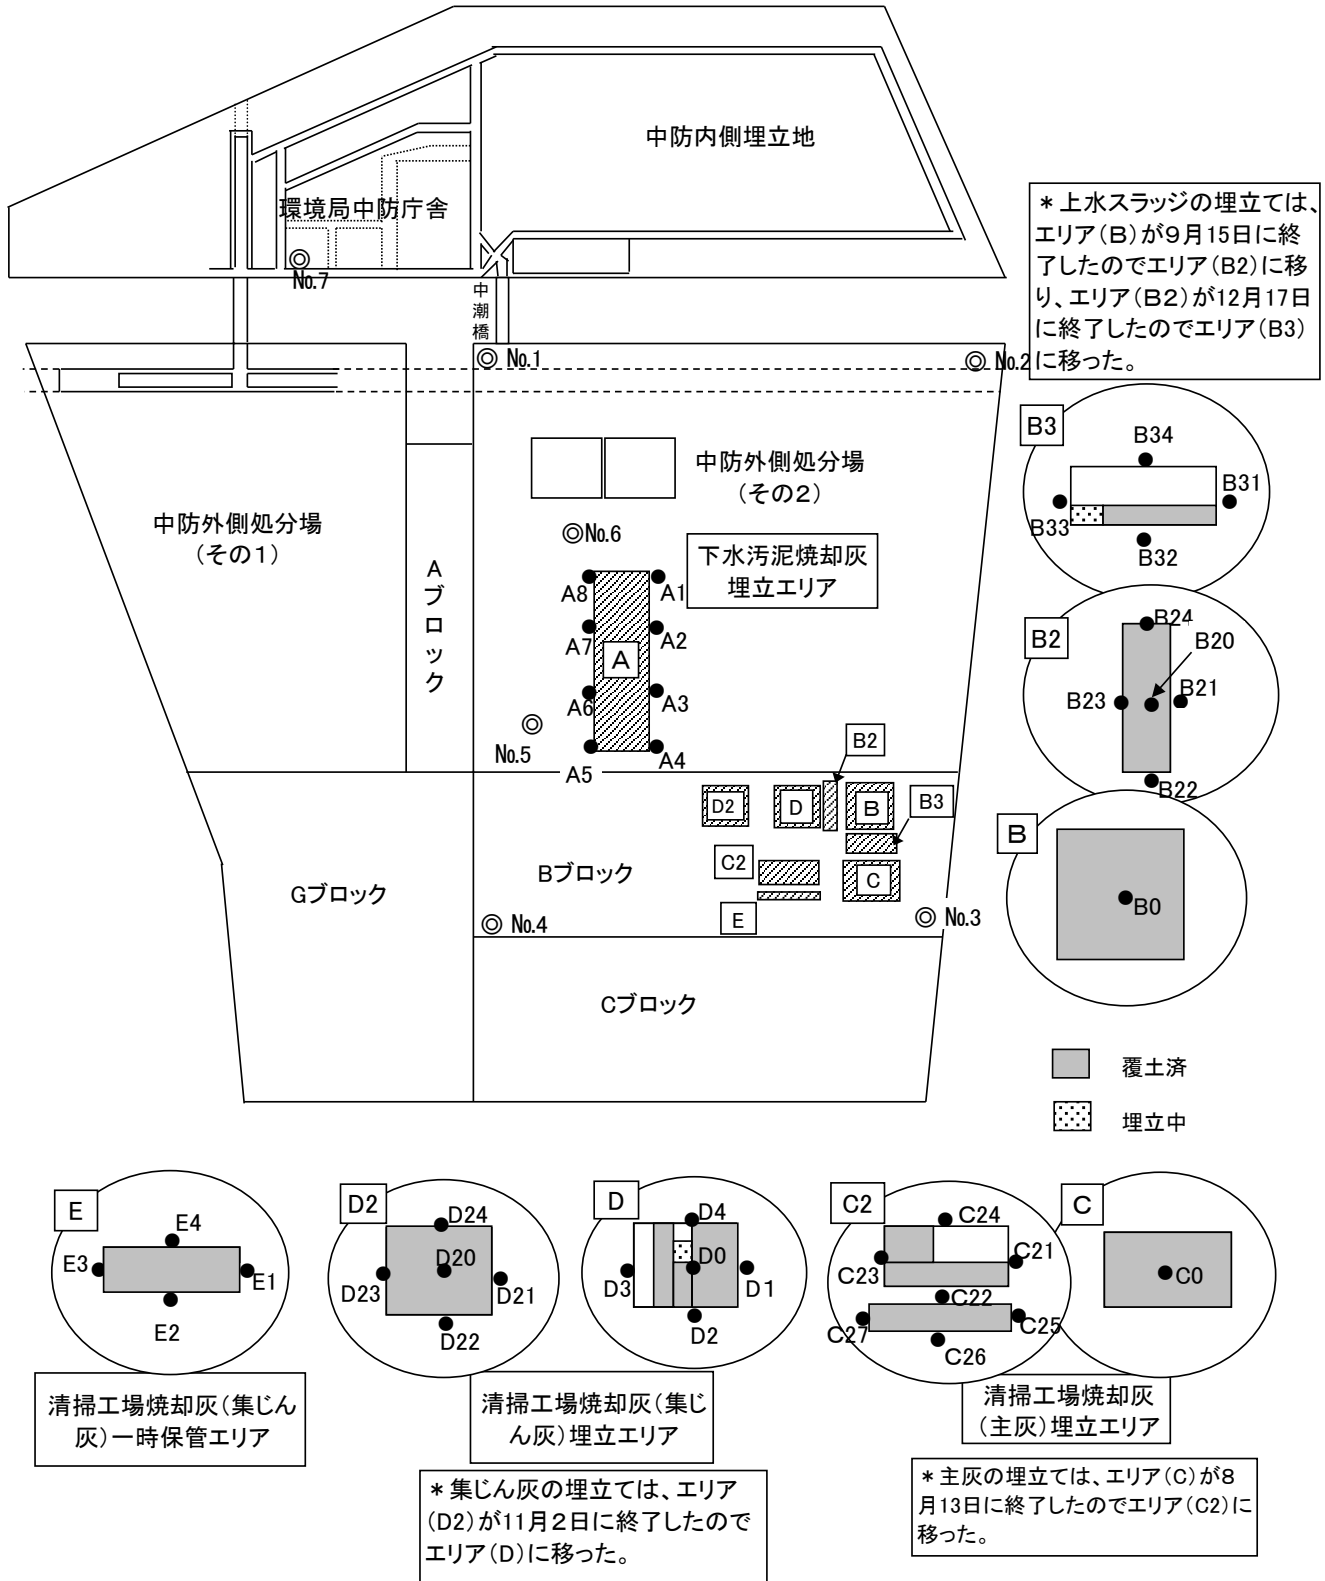 中防内側埋立地
環境局中防庁舎
No.7
中潮橋
＊上水スラッジの埋立ては、
エリア（B）が９月15日に終
了したのでエリア（B2）に移
り、エリア（B２）が12月17日
に終了したのでエリア（B3）
に移った。
No.1
No.2
中防外側処分場
（その２）
中防外側処分場
（その１）
Aブロック
No.6
下水汚泥焼却灰
埋立エリア
A8
A1
A7
A2
A
A6
A3
No.5
A5
A4
B2
D2
D
B
B3
C2
C
E
Bブロック
Gブロック
No.4
No.3
Cブロック
B3
B34
B31
B33
B32
B2
B24
B20
B23
B21
B22
B
B0
覆土済
埋立中
E
E4
E3
E1
E2
清掃工場焼却灰（集じん
灰）一時保管エリア
D2
D24
D20
D23
D21
D22
D
D4
D0
D3
D1
D2
清掃工場焼却灰（集じ
ん灰）埋立エリア
＊集じん灰の埋立ては、エリア
（D2）が11月２日に終了したので
エリア（D）に移った。
C2
C24
C21
C23
C22
C27
C25
C26
C
C0
清掃工場焼却灰
（主灰）埋立エリア
＊主灰の埋立ては、エリア（C）が８
月13日に終了したのでエリア（C2）に
移った。